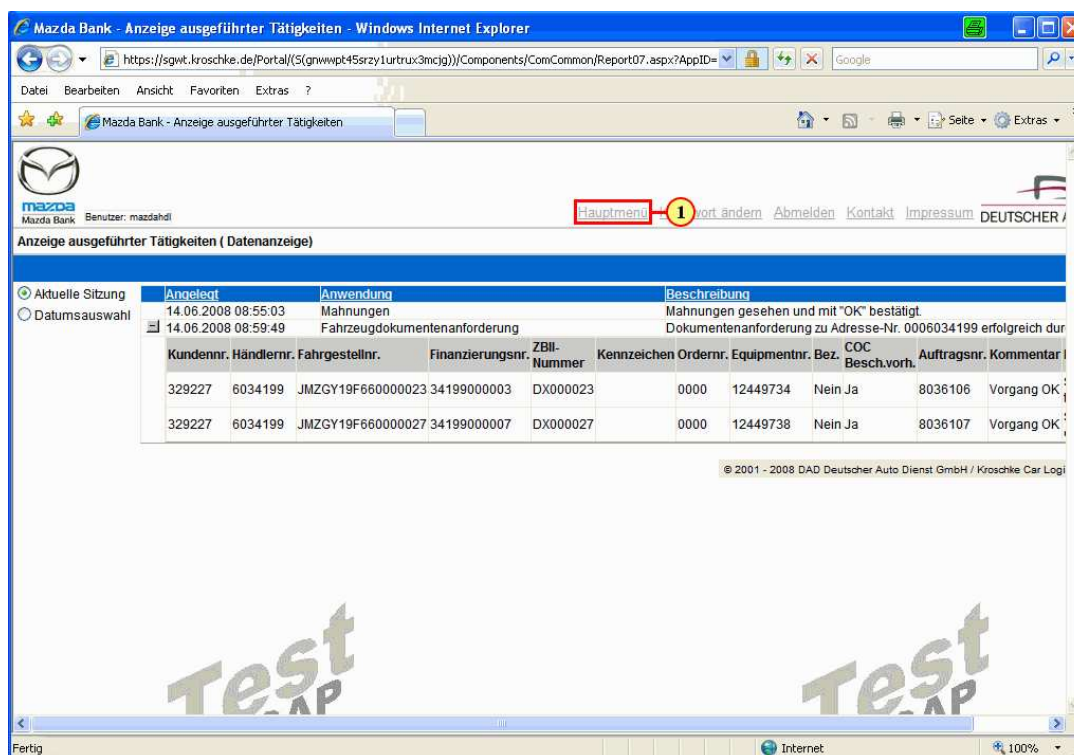 Mazda Bank - Anzeige ausgeführter Tätigkeiten - Windows Internet Explorer
https://sgwt.kroschke.de/Portal/(S(gnwwpt45srzy1urtrux3mcjg))/Components/ComCommon/Report07.aspx?AppID=
Google
Datei Bearbeiten Ansicht Favoriten Extras ?
Mazda Bank - Anzeige ausgeführter Tätigkeiten
Seite Extras
mazda
Mazda Bank Benutzer: mazdahdl
Hauptmenü 1 ort ändern Abmelden Kontakt Impressum DEUTSCHER A
Anzeige ausgeführter Tätigkeiten ( Datenanzeige)
Aktuelle Sitzung
Datumsauswahl
Angelegt Anwendung Beschreibung
14.06.2008 08:55:03 Mahnungen Mahnungen gesehen und mit "OK" bestätigt.
14.06.2008 08:59:49 Fahrzeugdokumentenanforderung Dokumentenanforderung zu Adresse-Nr. 0006034199 erfolgreich dur
Kundennr. Händlernr. Fahrgestellnr. Finanzierungsnr. ZBII-Nummer Kennzeichen Ordernr. Equipmentnr. Bez. COC Besch.vorh. Auftragsnr. Kommentar
329227 6034199 JMZGY19F660000023 34199000003 DX000023 0000 12449734 Nein Ja 8036106 Vorgang OK
329227 6034199 JMZGY19F660000027 34199000007 DX000027 0000 12449738 Nein Ja 8036107 Vorgang OK
© 2001 - 2008 DAD Deutscher Auto Dienst GmbH / Kroschke Car Logi
Test
AP
Test
AP
Fertig
Internet
100%